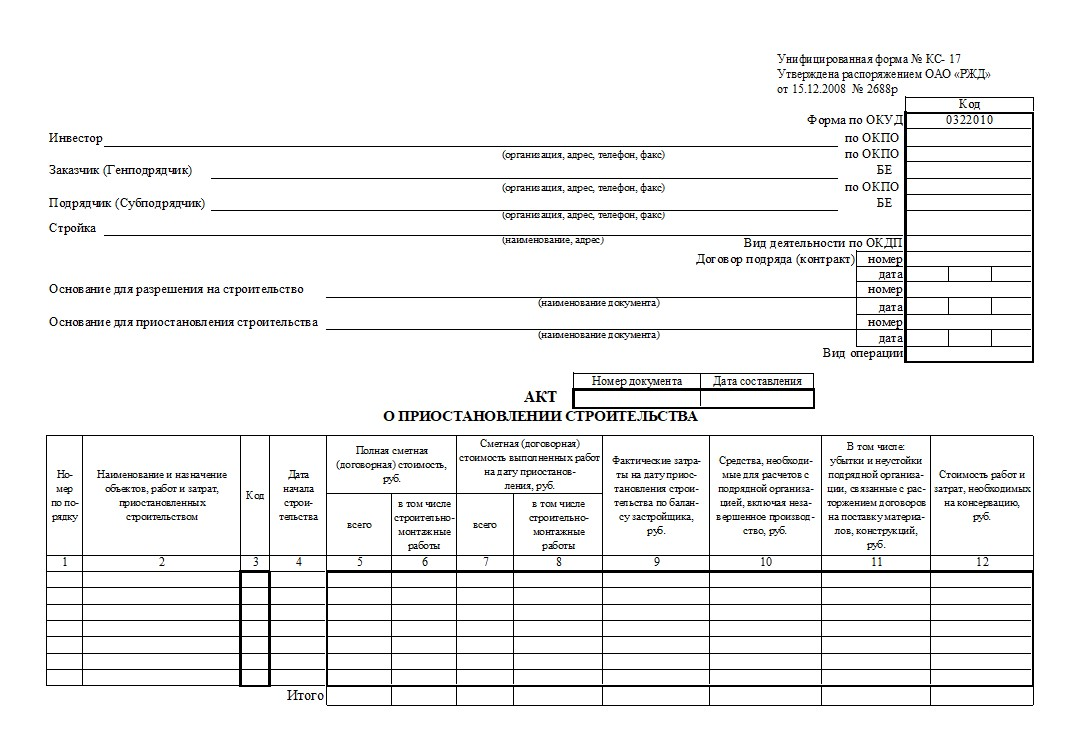 Унифицированная форма № КС- 17
Утверждена распоряжением ОАО «РЖД»
от 15.12.2008 № 2688р
Код
Форма по ОКУД 0322010
Инвестор по ОКПО
(организация, адрес, телефон, факс) по ОКПО
Заказчик (Генподрядчик) БЕ
(организация, адрес, телефон, факс) по ОКПО
Подрядчик (Субподрядчик) БЕ
(организация, адрес, телефон, факс)
Стройка
(наименование, адрес) Вид деятельности по ОКДП
Договор подряда (контракт) номер
дата
Основание для разрешения на строительство номер
(наименование документа) дата
Основание для приостановления строительства номер
(наименование документа) дата
Вид операции
Номер документа Дата составления
АКТ
О ПРИОСТАНОВЛЕНИИ СТРОИТЕЛЬСТВА
Но-
мер
по по-
рядку
Наименование и назначение
объектов, работ и затрат,
приостановленных
строительством
Код
Дата
начала
строи-
тельства
Полная сметная
(договорная) стоимость,
руб.
всего
в том числе
строительно-
монтажные
работы
Сметная (договорная)
стоимость выполненных работ
на дату приостанов-
ления, руб.
всего
в том числе
строительно-
монтажные
работы
Фактические затра-
ты на дату приос-
тановления строи-
тельства по балан-
су застройщика,
руб.
Средства, необходи-
мые для расчетов с
подрядной организа-
цией, включая неза-
вершенное производ-
ство, руб.
В том числе:
убытки и неустойки
подрядной организа-
ции, связанные с рас-
торжением договоров
на поставку материа-
лов, конструкций,
руб.
Стоимость работ и
затрат, необходимых
на консервацию,
руб.
1 2 3 4 5 6 7 8 9 10 11 12
Итого